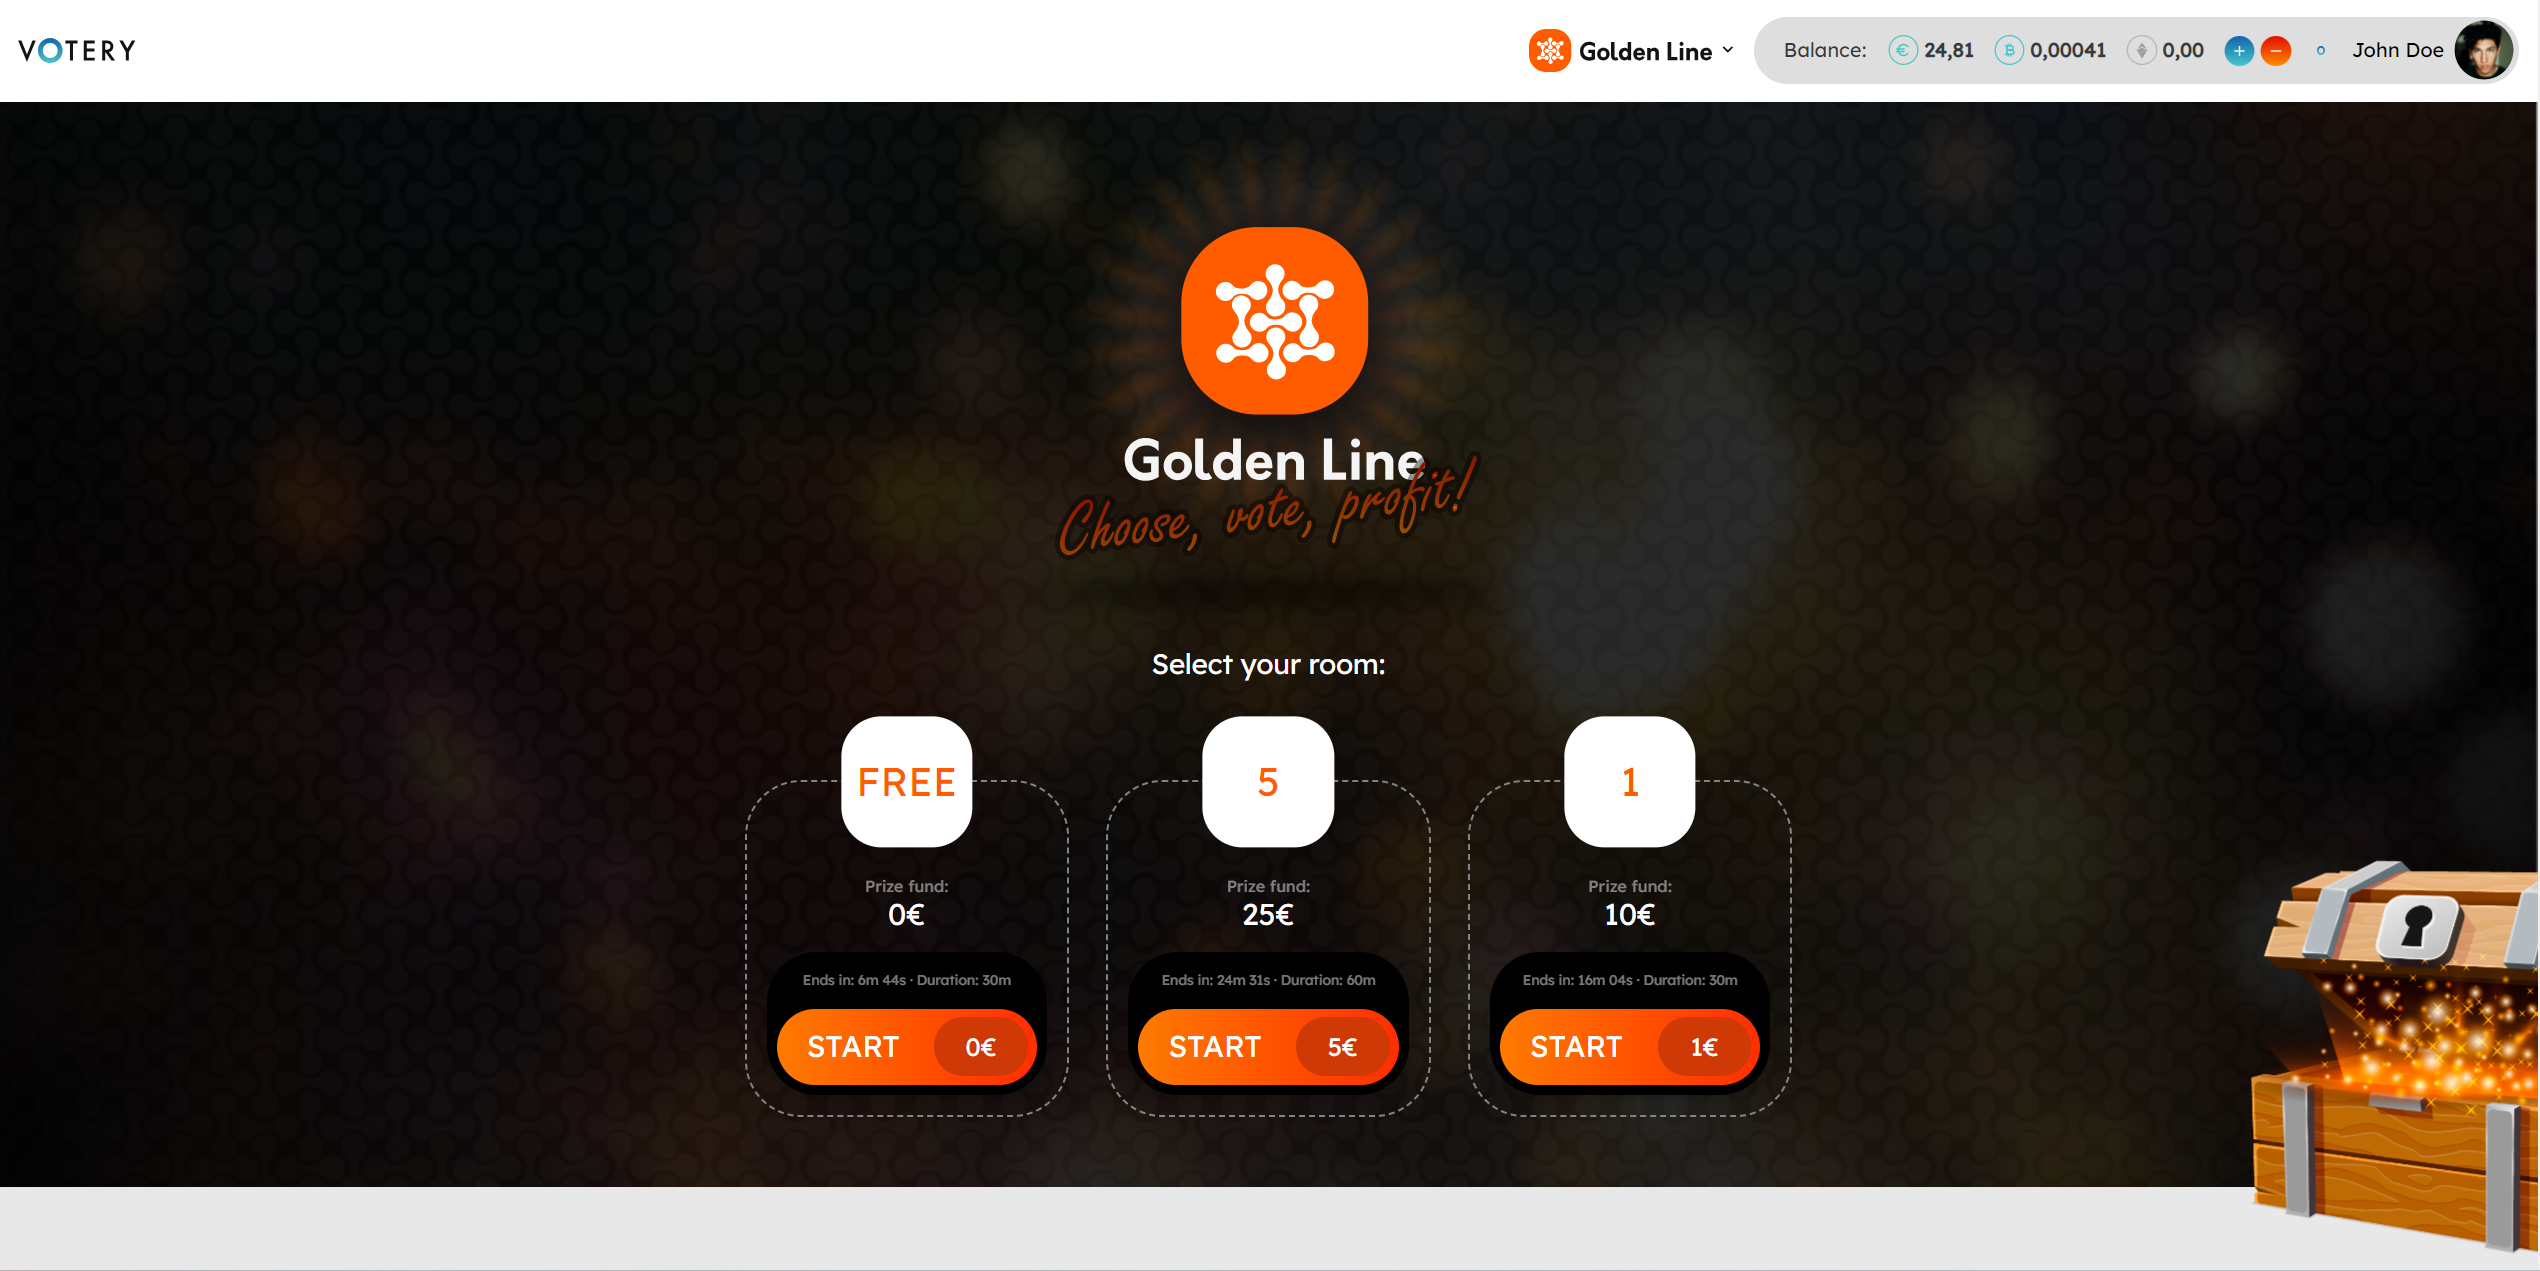 VOTERY
Golden Line
Balance: 24,81 0,00041 0,00 John Doe
Golden Line
Choose, vote, profit!
Select your room:
FREE
Prize fund:
0€
Ends in: 6m 44s · Duration: 30m
START 0€
5
Prize fund:
25€
Ends in: 24m 31s · Duration: 60m
START 5€
1
Prize fund:
10€
Ends in: 16m 04s · Duration: 30m
START 1€